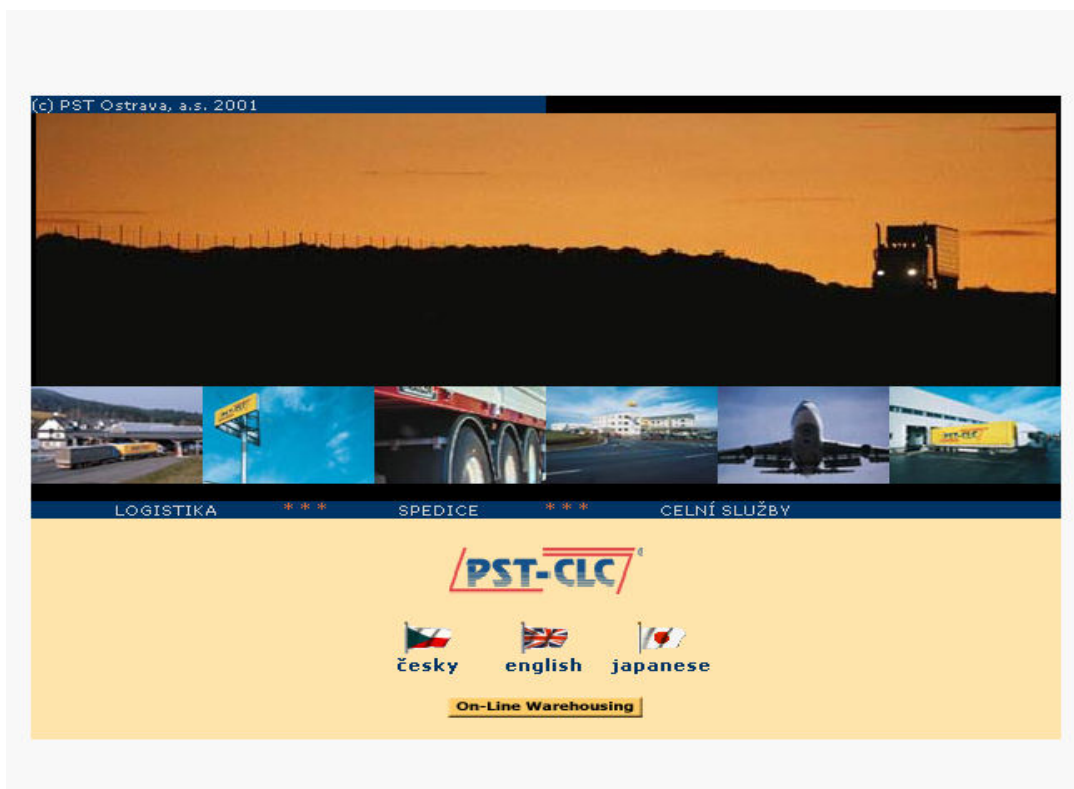 (c) PST Ostrava, a.s. 2001
LOGISTIKA * * * SPEDICE * * * CELNÍ SLUŽBY
PST-CLC®
česky english japanese
On-Line Warehousing